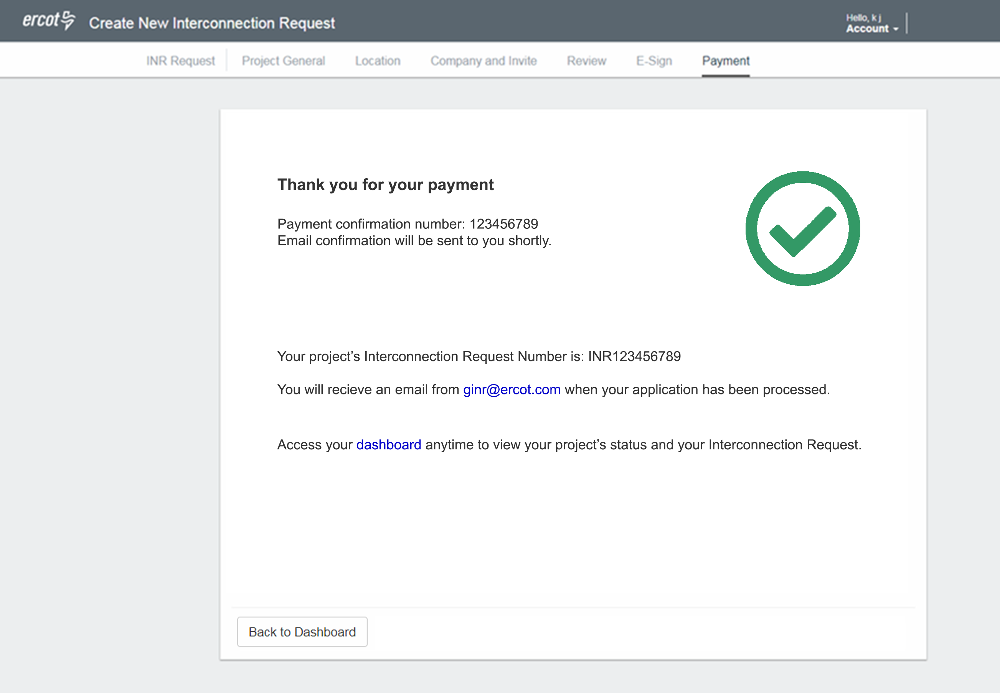 ercot
Create New Interconnection Request
Hello, k j
Account
INR Request
Project General
Location
Company and Invite
Review
E-Sign
Payment
Thank you for your payment
Payment confirmation number: 123456789
Email confirmation will be sent to you shortly.
Your project’s Interconnection Request Number is: INR123456789
You will recieve an email from ginr@ercot.com when your application has been processed.
Access your dashboard anytime to view your project’s status and your Interconnection Request.
Back to Dashboard